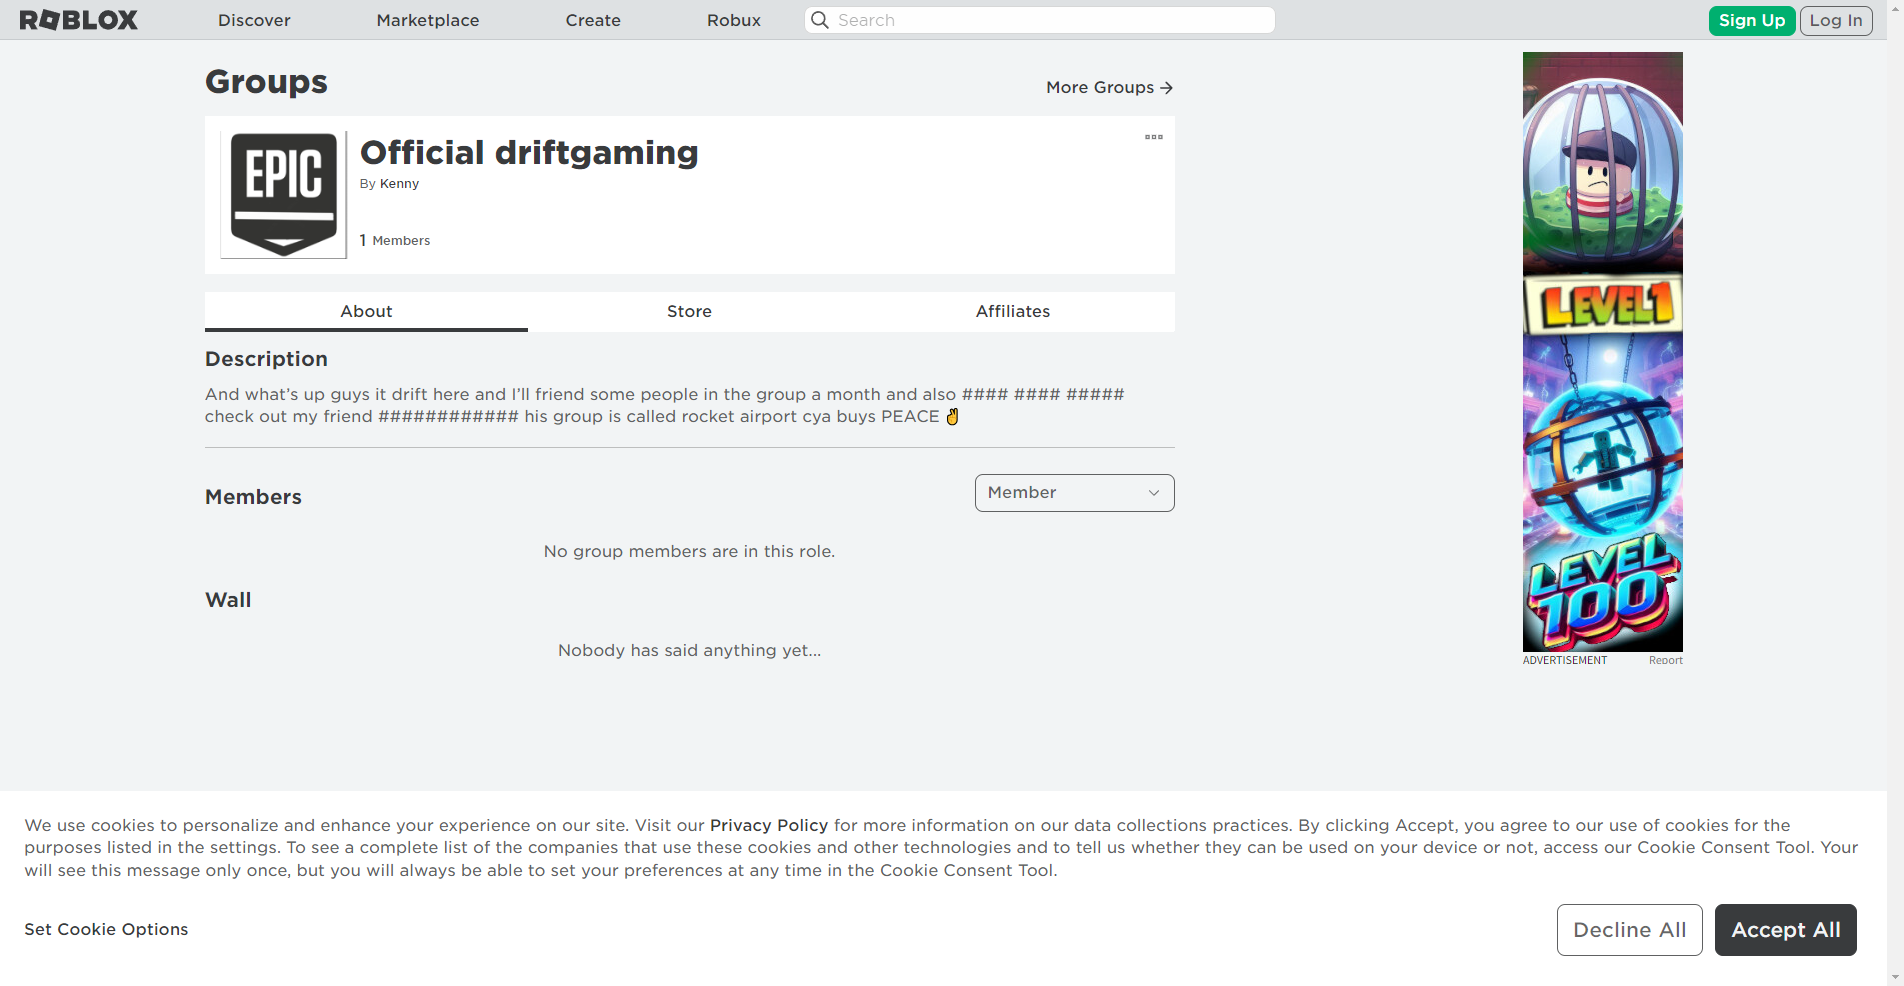 ROBLOX
Discover
Marketplace
Create
Robux
Search
Sign Up
Log In
Groups
More Groups
EPIC
Official driftgaming
By Kenny
1 Members
About
Store
Affiliates
Description
And what’s up guys it drift here and I’ll friend some people in the group a month and also #### #### #####
check out my friend ############ his group is called rocket airport cya buys PEACE ✌
Members
Member
No group members are in this role.
Wall
Nobody has said anything yet...
LEVEL 1
LEVEL
100
ADVERTISEMENT
Report
We use cookies to personalize and enhance your experience on our site. Visit our Privacy Policy for more information on our data collections practices. By clicking Accept, you agree to our use of cookies for the
purposes listed in the settings. To see a complete list of the companies that use these cookies and other technologies and to tell us whether they can be used on your device or not, access our Cookie Consent Tool. Your
will see this message only once, but you will always be able to set your preferences at any time in the Cookie Consent Tool.
Set Cookie Options
Decline All
Accept All